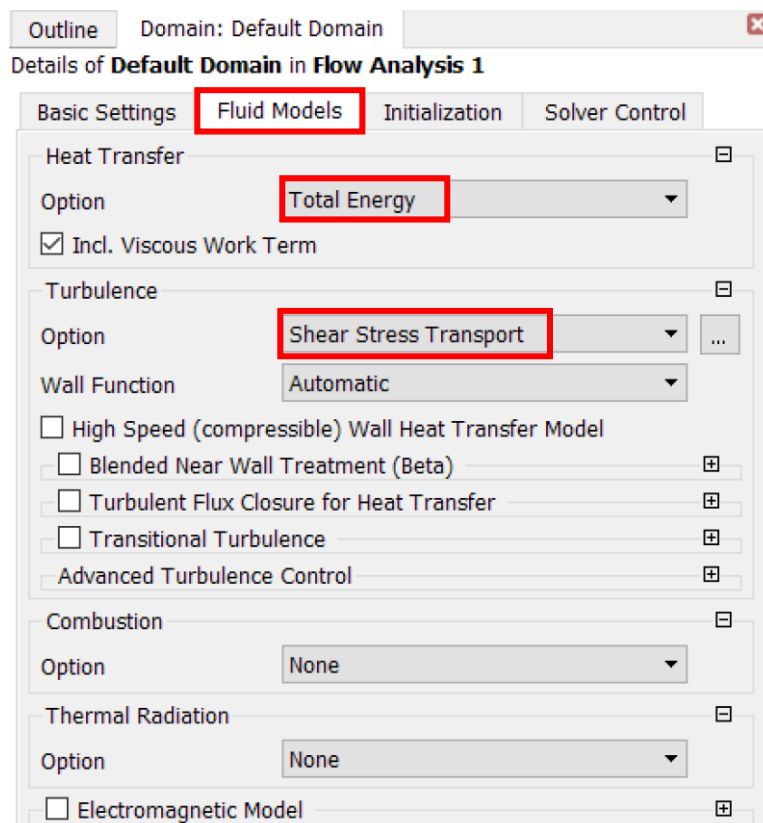 Outline Domain: Default Domain
Details of Default Domain in Flow Analysis 1
Basic Settings Fluid Models Initialization Solver Control
Heat Transfer
Option Total Energy
Incl. Viscous Work Term
Turbulence
Option Shear Stress Transport ...
Wall Function Automatic
High Speed (compressible) Wall Heat Transfer Model
Blended Near Wall Treatment (Beta)
Turbulent Flux Closure for Heat Transfer
Transitional Turbulence
Advanced Turbulence Control
Combustion
Option None
Thermal Radiation
Option None
Electromagnetic Model